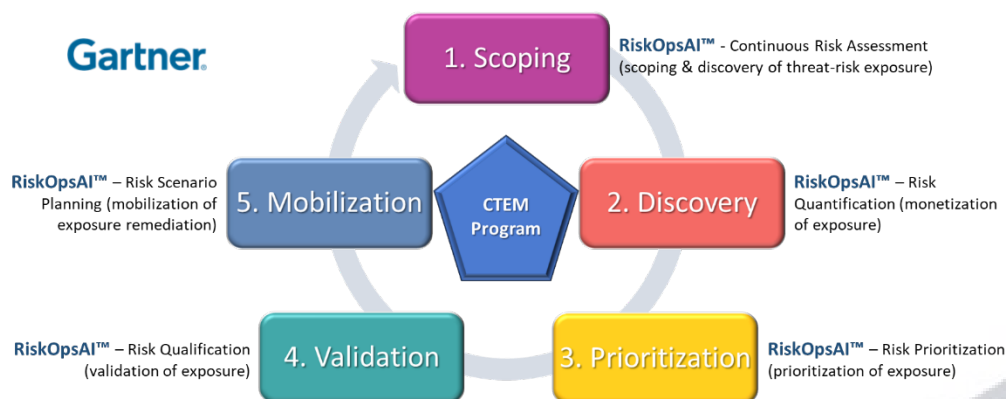 Gartner.
1. Scoping
RiskOpsAI™ - Continuous Risk Assessment
(scoping & discovery of threat-risk exposure)
RiskOpsAI™ – Risk Scenario
Planning (mobilization of
exposure remediation)
5. Mobilization
CTEM
Program
2. Discovery
RiskOpsAI™ – Risk
Quantification (monetization
of exposure)
RiskOpsAI™ – Risk Qualification
(validation of exposure)
4. Validation
3. Prioritization
RiskOpsAI™ – Risk Prioritization
(prioritization of exposure)